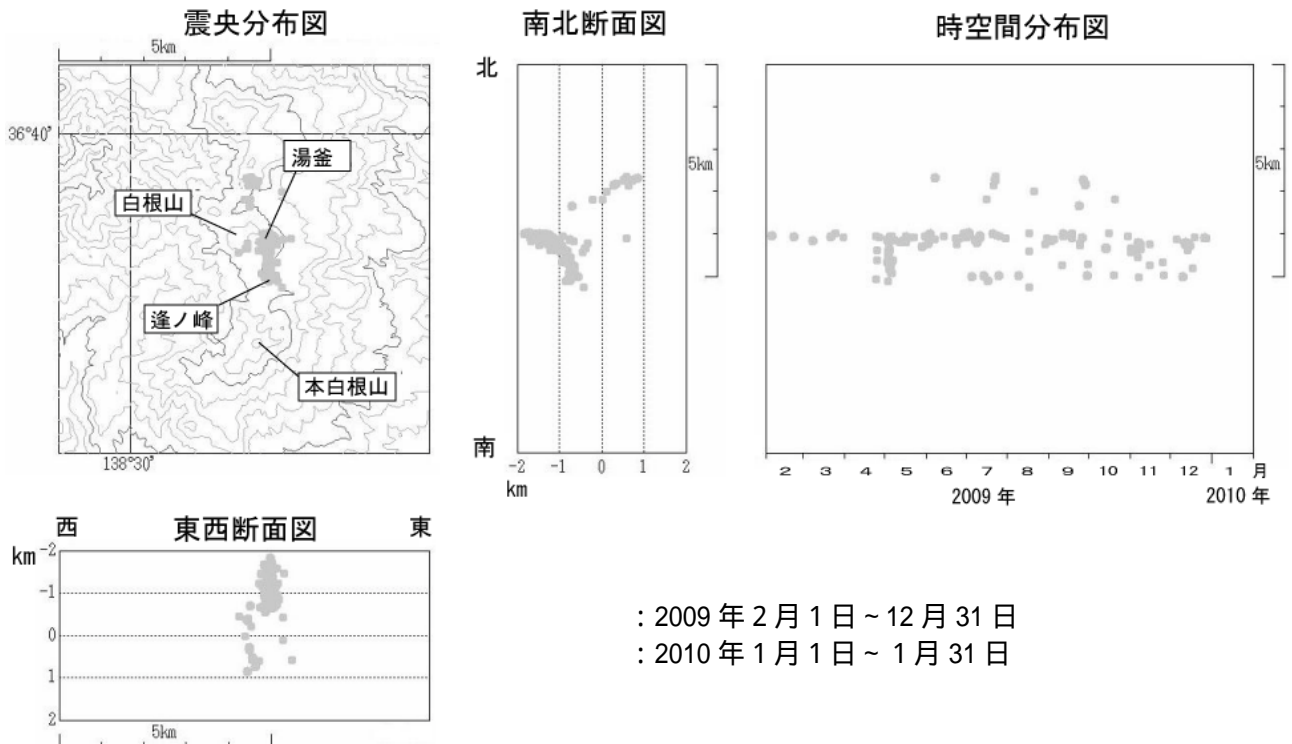 震央分布図
5km
36°40'
湯釜
白根山
逢ノ峰
本白根山
138°30'
南北断面図
北
5km
南
-2 -1 0 1 2
km
時空間分布図
5km
2 3 4 5 6 7 8 9 10 11 12 1 月
2009 年 2010 年
西 東西断面図 東
km
-2
-1
0
1
2
5km
: 2009 年 2 月 1 日 ~ 12 月 31 日
: 2010 年 1 月 1 日 ~ 1 月 31 日